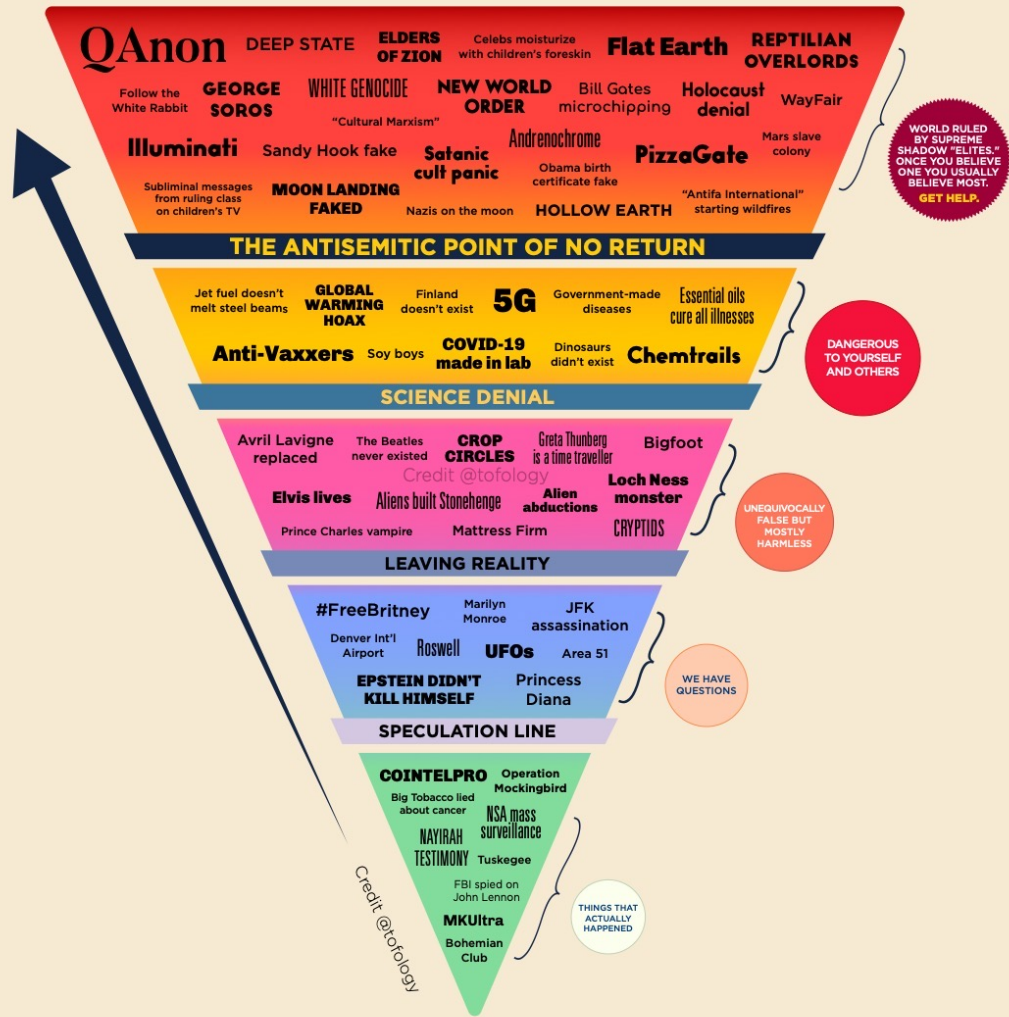 QAnon
DEEP STATE
ELDERS
OF ZION
Celebs moisturize
with children's foreskin
Flat Earth
REPTILIAN
OVERLORDS
Follow the
White Rabbit
GEORGE
SOROS
WHITE GENOCIDE
"Cultural Marxism"
NEW WORLD
ORDER
Bill Gates
microchipping
Holocaust
denial
WayFair
Illuminati
Sandy Hook fake
Satanic
cult panic
Andrenochrome
Obama birth
certificate fake
PizzaGate
Mars slave
colony
Subliminal messages
from ruling class
on children's TV
MOON LANDING
FAKED
Nazis on the moon
HOLLOW EARTH
"Antifa International"
starting wildfires
WORLD RULED
BY SUPREME
SHADOW "ELITES."
ONCE YOU BELIEVE
ONE YOU USUALLY
BELIEVE MOST.
GET HELP.
THE ANTISEMITIC POINT OF NO RETURN
Jet fuel doesn't
melt steel beams
GLOBAL
WARMING
HOAX
Finland
doesn't exist
5G
Government-made
diseases
Essential oils
cure all illnesses
Anti-Vaxxers
Soy boys
COVID-19
made in lab
Dinosaurs
didn't exist
Chemtrails
DANGEROUS
TO YOURSELF
AND OTHERS
SCIENCE DENIAL
Avril Lavigne
replaced
The Beatles
never existed
CROP
CIRCLES
Greta Thunberg
is a time traveller
Bigfoot
Credit @tofology
Elvis lives
Aliens built Stonehenge
Alien
abductions
Loch Ness
monster
Prince Charles vampire
Mattress Firm
CRYPTIDS
UNEQUIVOCALLY
FALSE BUT
MOSTLY
HARMLESS
LEAVING REALITY
#FreeBritney
Marilyn
Monroe
JFK
assassination
Denver Int'l
Airport
Roswell
UFOs
Area 51
EPSTEIN DIDN'T
KILL HIMSELF
Princess
Diana
WE HAVE
QUESTIONS
SPECULATION LINE
COINTELPRO
Operation
Mockingbird
Big Tobacco lied
about cancer
NSA mass
surveillance
NAYIRAH
TESTIMONY
Tuskegee
FBI spied on
John Lennon
MKUltra
Bohemian
Club
THINGS THAT
ACTUALLY
HAPPENED
Credit @tofology